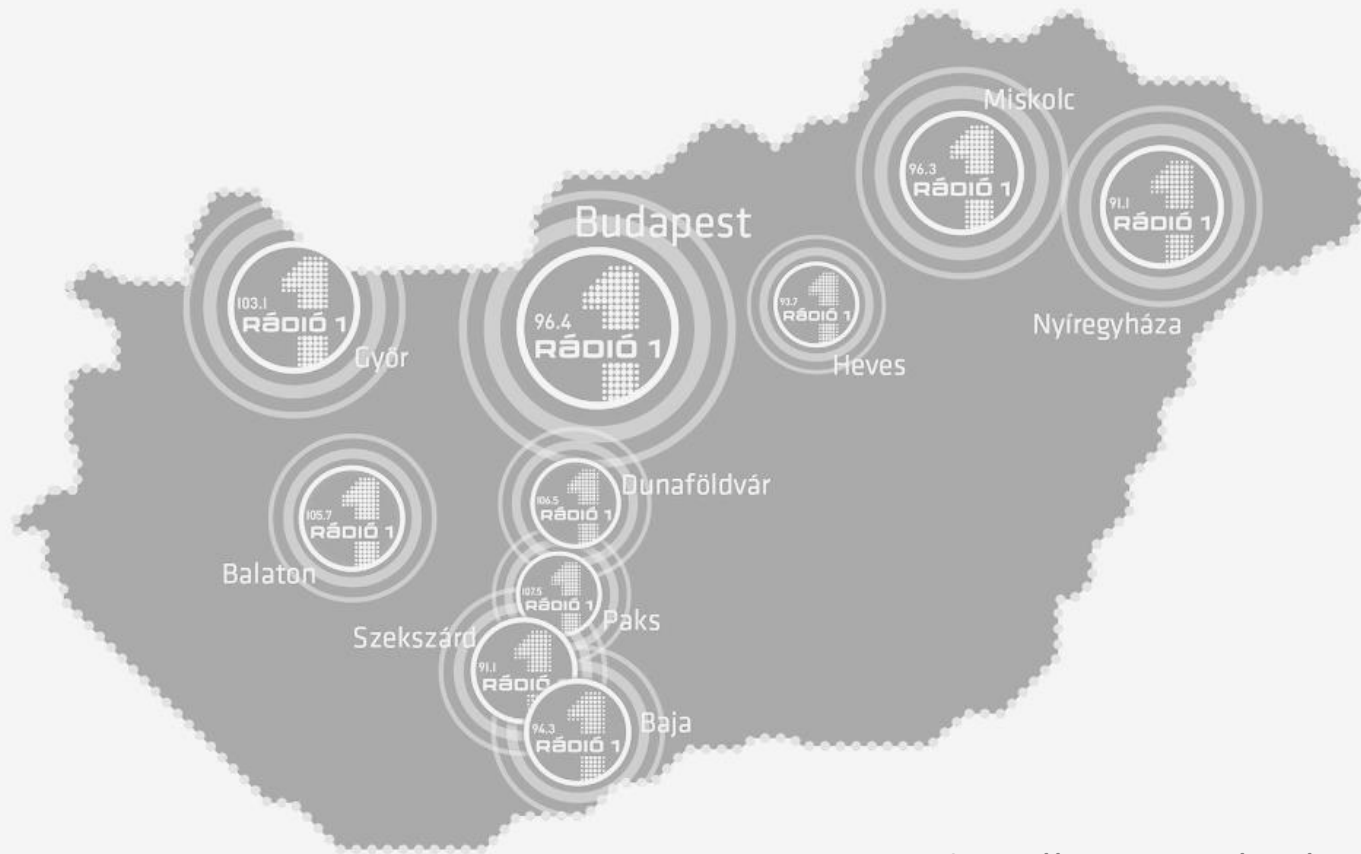 Miskolc
96.3
RÁDIÓ 1
91.1
RÁDIÓ 1
Nyíregyháza
Budapest
96.4
RÁDIÓ 1
103.1
RÁDIÓ 1
Győr
93.7
RÁDIÓ 1
Heves
Dunaföldvár
106.5
RÁDIÓ 1
105.7
RÁDIÓ 1
Balaton
107.5
RÁDIÓ 1
Paks
Szekszárd
91.1
RÁDIÓ
94.3
RÁDIÓ 1
Baja